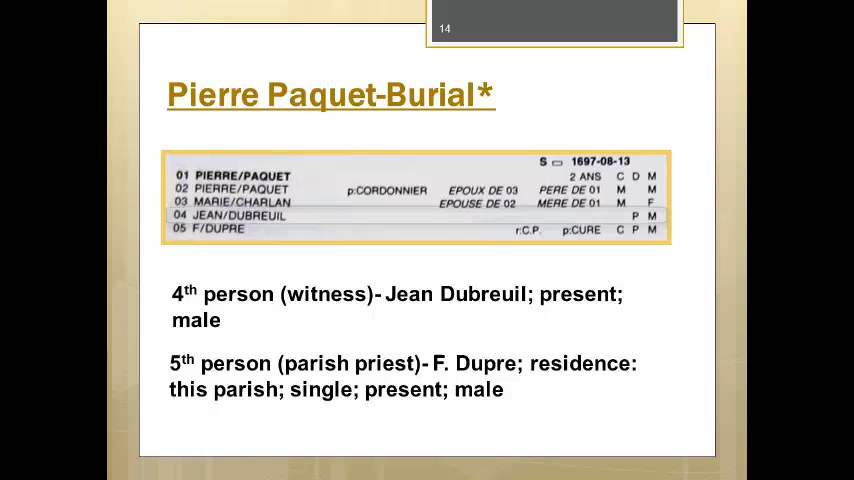 14
Pierre Paquet-Burial*
S ▭ 1697-08-13
01 PIERRE/PAQUET 2 ANS C D M
02 PIERRE/PAQUET p:CORDONNIER EPOUX DE 03 PERE DE 01 M M
03 MARIE/CHARLAN EPOUSE DE 02 MERE DE 01 M F
04 JEAN/DUBREUIL P M
05 F/DUPRE r:C.P. p:CURE C P M
4th person (witness)- Jean Dubreuil; present;
male
5th person (parish priest)- F. Dupre; residence:
this parish; single; present; male